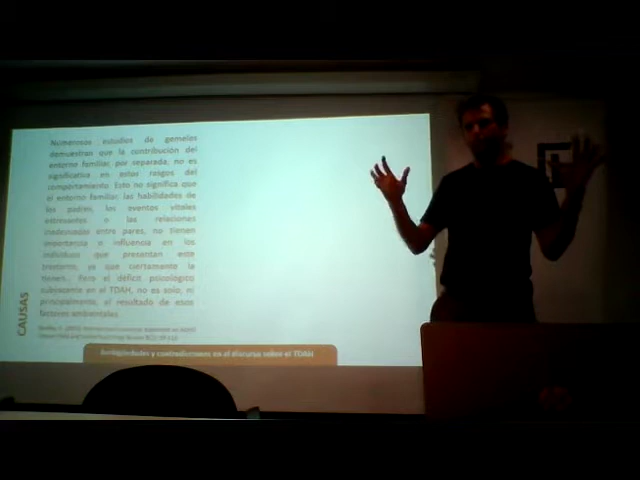 Numerosos estudios de gemelos
demuestran que la contribución del
entorno familiar, por separado, no es
significativa en estos rasgos del
comportamiento. Esto no significa que
el entorno familiar, las habilidades de
los padres, los eventos vitales
estresantes o las relaciones
inadecuadas entre pares, no tienen
importancia o influencia en los
individuos que presentan este
trastorno, ya que ciertamente la
tienen. Pero el déficit psicológico
subyacente en el TDAH, no es solo, ni
principalmente, el resultado de esos
factores ambientales.
CAUSAS
Ambigüedades y contradicciones en el discurso sobre el TDAH